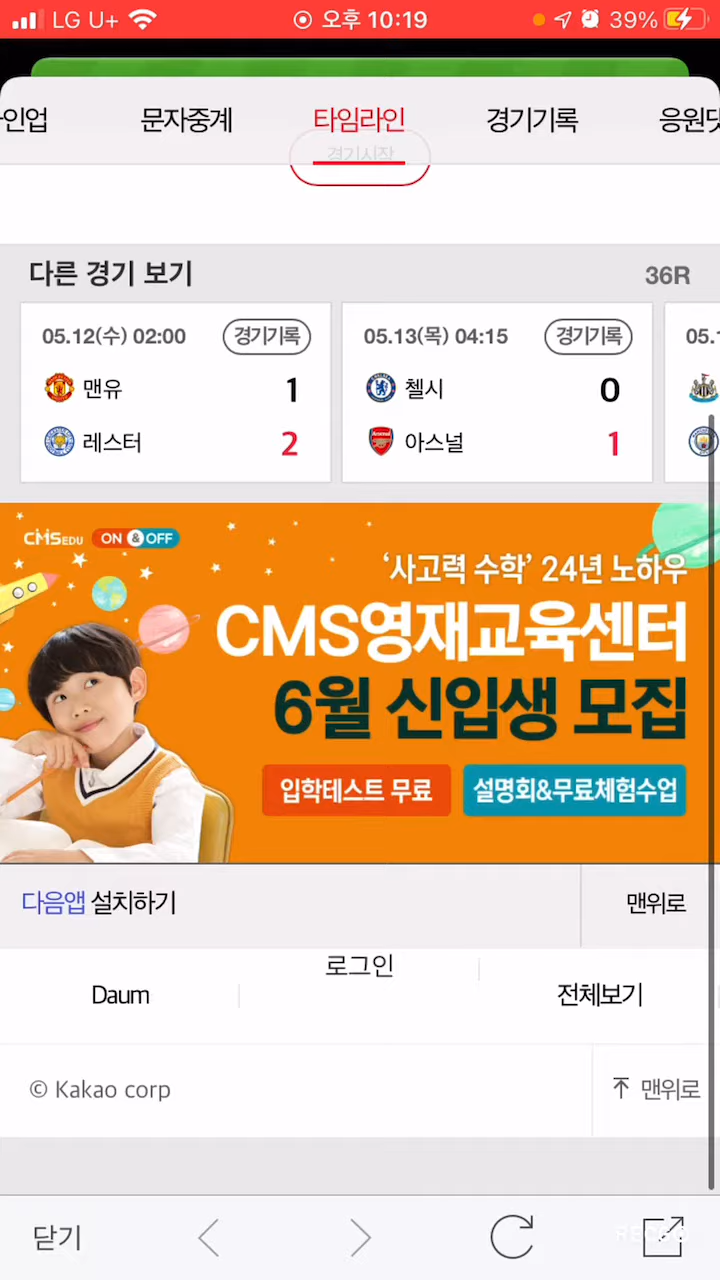 LG U+ 오후 10:19 39%
인업 문자중계 타임라인 경기기록 응원댓
경기시작
다른 경기 보기 36R
05.12(수) 02:00 경기기록 05.13(목) 04:15 경기기록 05.1
맨유 1 첼시 0
레스터 2 아스널 1
CMSEDU ON & OFF
‘사고력 수학’ 24년 노하우
CMS영재교육센터
6월 신입생 모집
입학테스트 무료 설명회&무료체험수업
다음앱 설치하기 맨위로
로그인
Daum 전체보기
© Kakao corp 맨위로
닫기